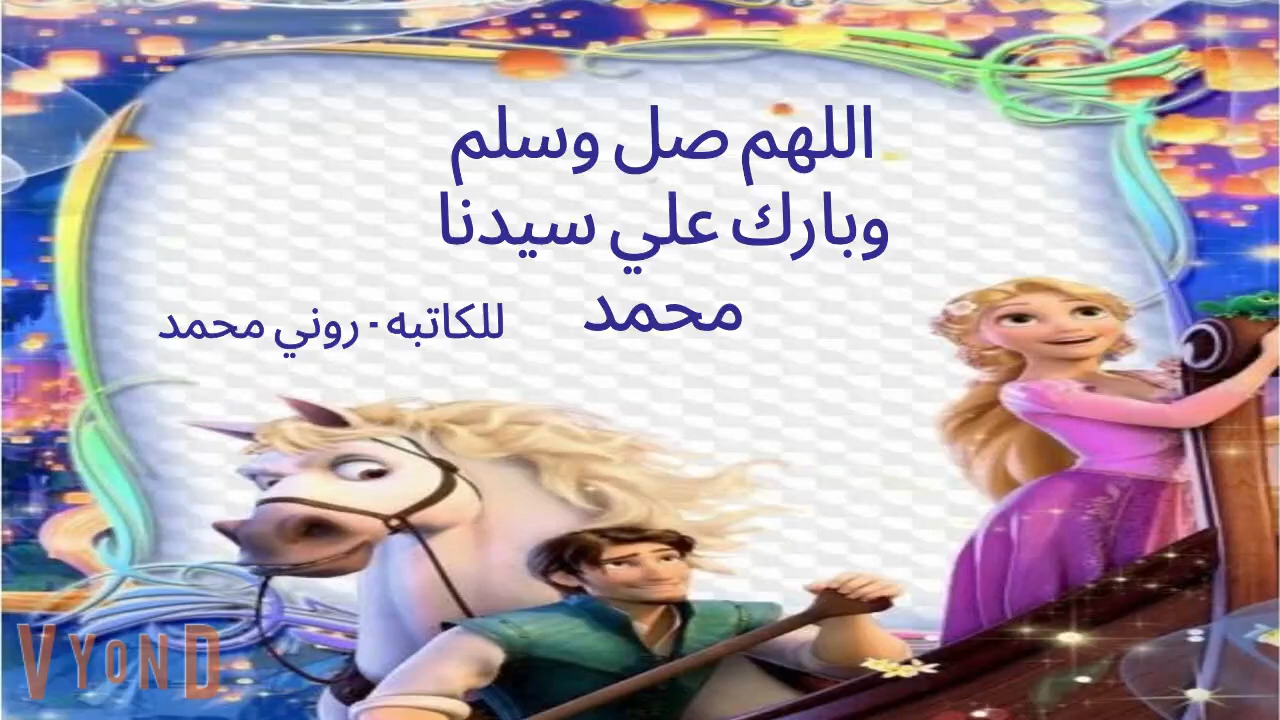 اللهم صل وسلم
وبارك علي سيدنا
محمد
للكاتبه - روني محمد
VYOND